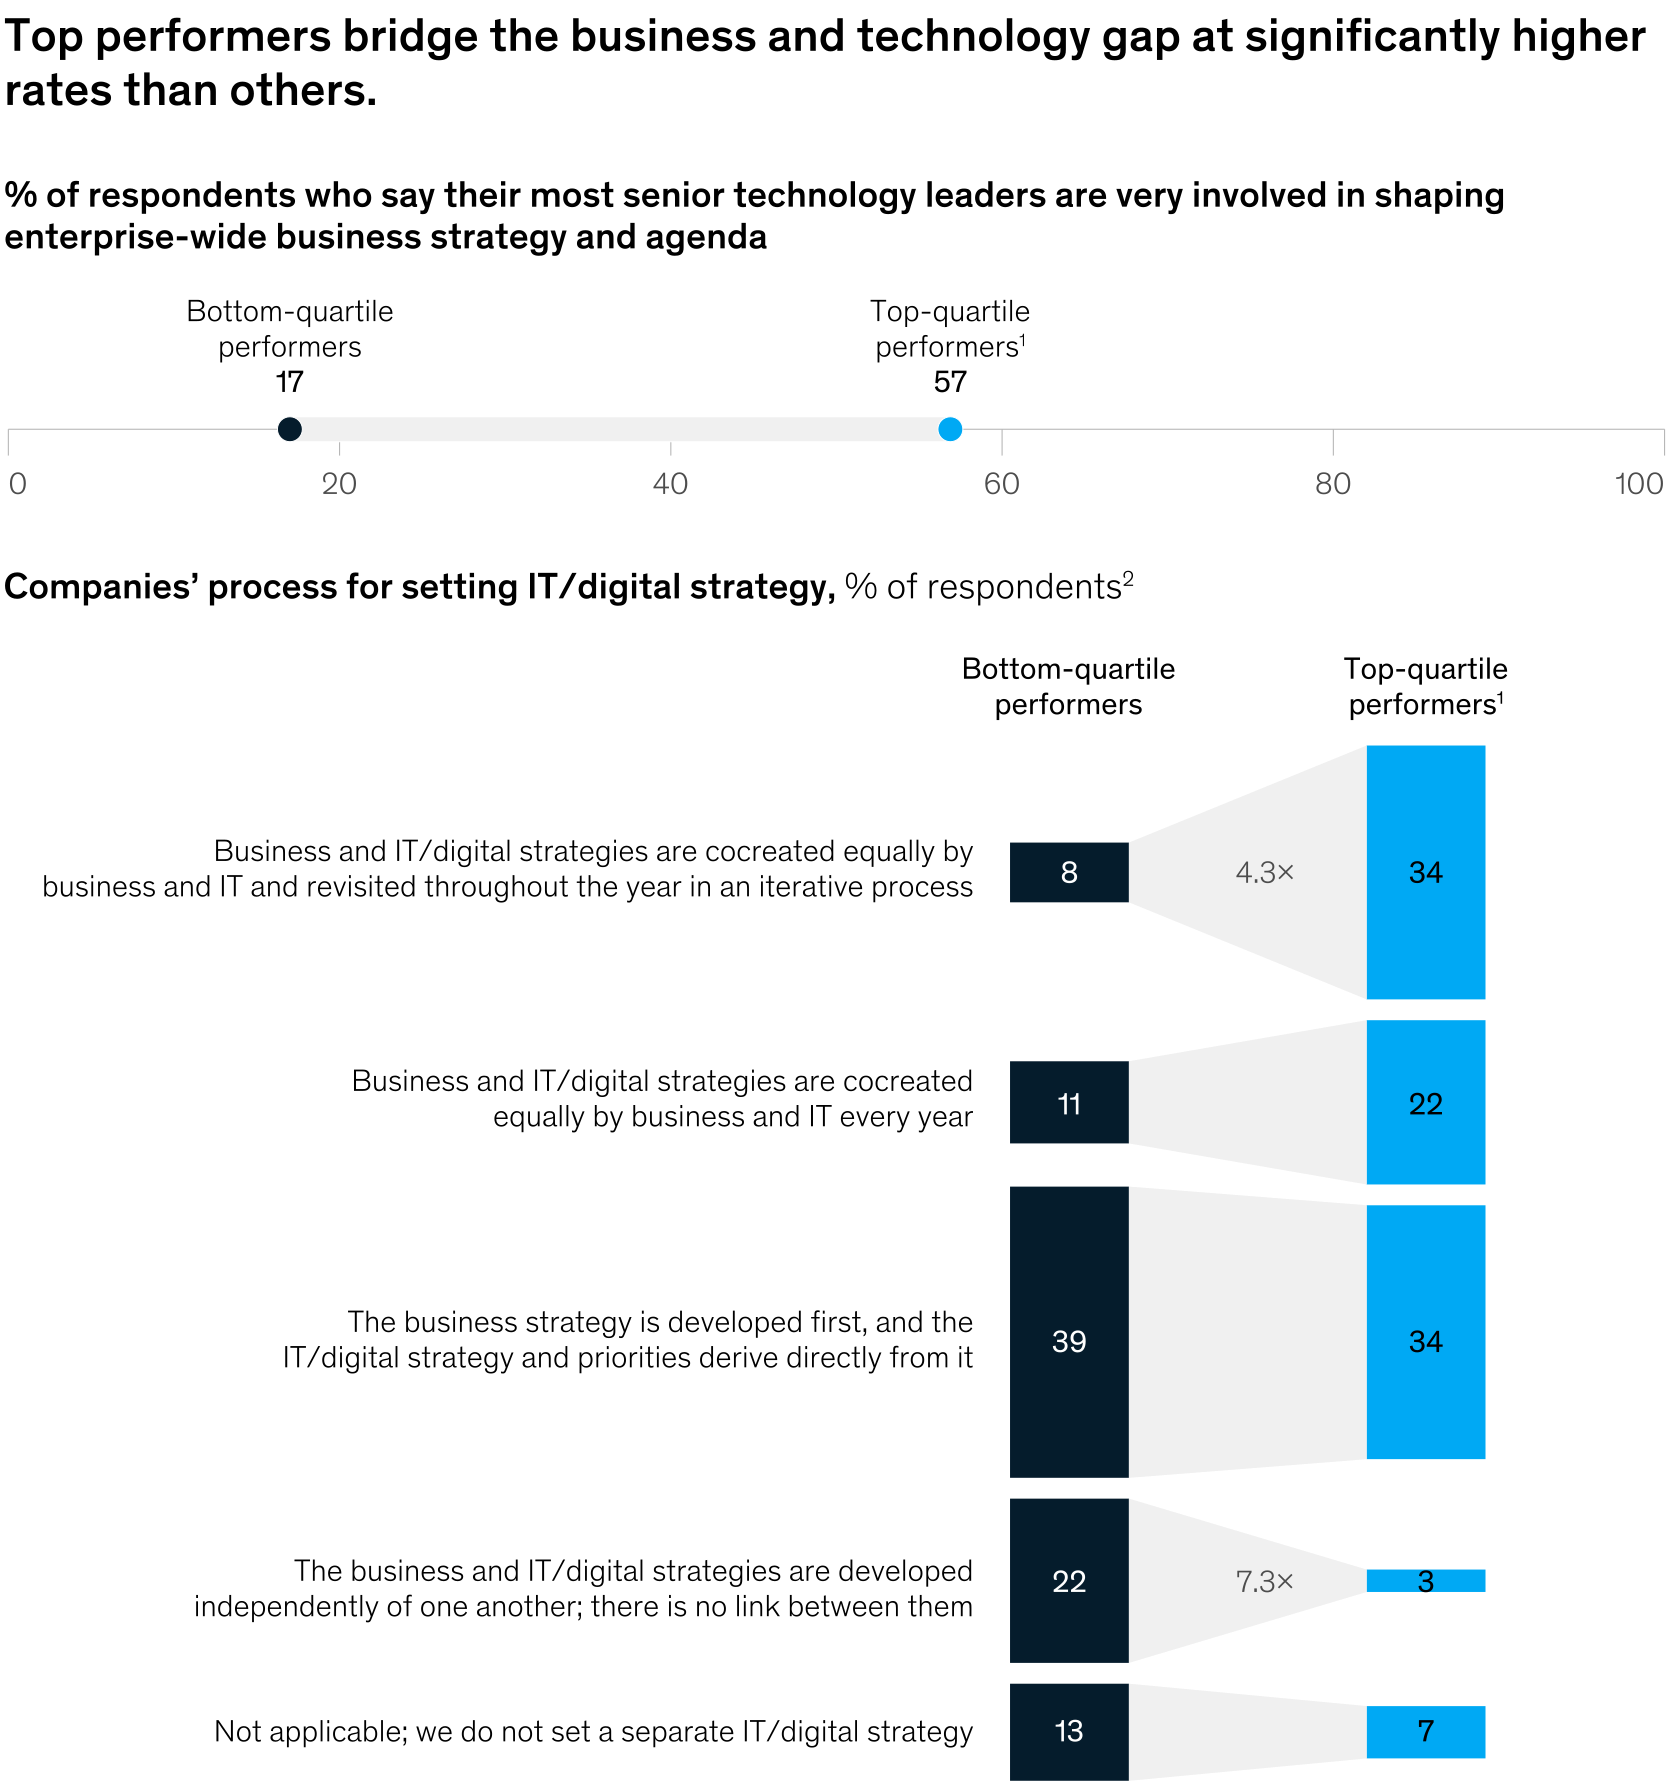 Top performers bridge the business and technology gap at significantly higher
rates than others.
% of respondents who say their most senior technology leaders are very involved in shaping
enterprise-wide business strategy and agenda
Bottom-quartile
performers
17
Top-quartile
performers¹
57
0 20 40 60 80 100
Companies’ process for setting IT/digital strategy, % of respondents²
Bottom-quartile
performers
Top-quartile
performers¹
Business and IT/digital strategies are cocreated equally by
business and IT and revisited throughout the year in an iterative process
8 4.3× 34
Business and IT/digital strategies are cocreated
equally by business and IT every year
11 22
The business strategy is developed first, and the
IT/digital strategy and priorities derive directly from it
39 34
The business and IT/digital strategies are developed
independently of one another; there is no link between them
22 7.3× 3
Not applicable; we do not set a separate IT/digital strategy
13 7